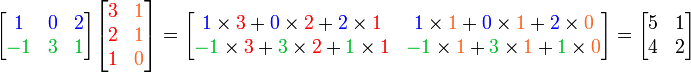 [1 0 2 −1 3 1] [3 1 2 1 1 0] = [1 × 3 + 0 × 2 + 2 × 1 1 × 1 + 0 × 1 + 2 × 0 −1 × 3 + 3 × 2 + 1 × 1 −1 × 1 + 3 × 1 + 1 × 0] = [5 1 4 2]